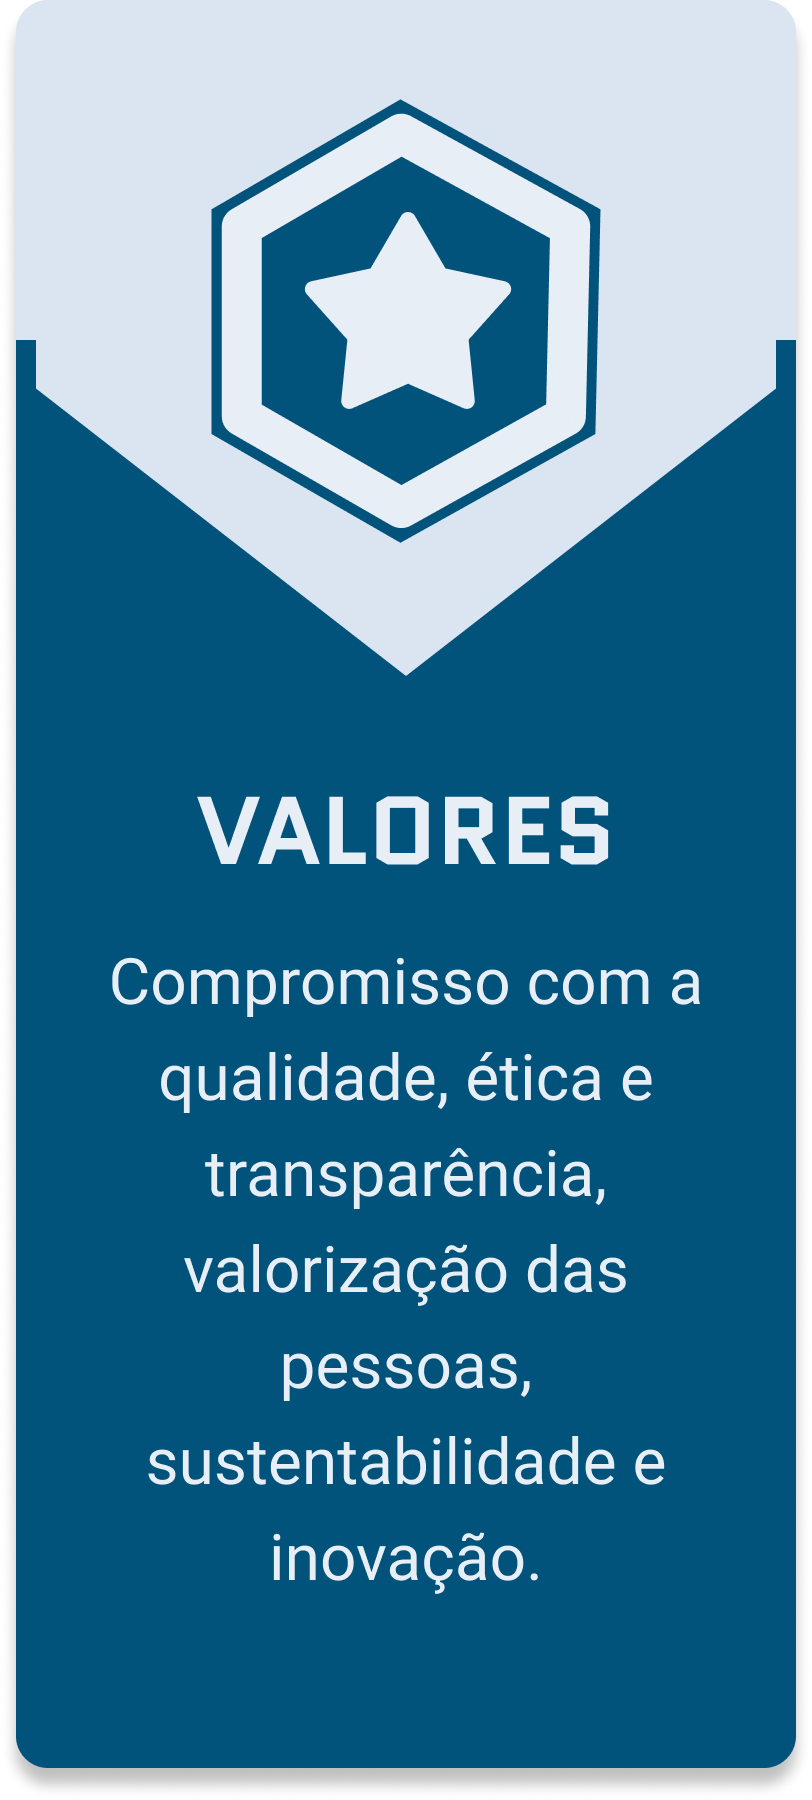 VALORES
Compromisso com a
qualidade, ética e
transparência,
valorização das
pessoas,
sustentabilidade e
inovação.